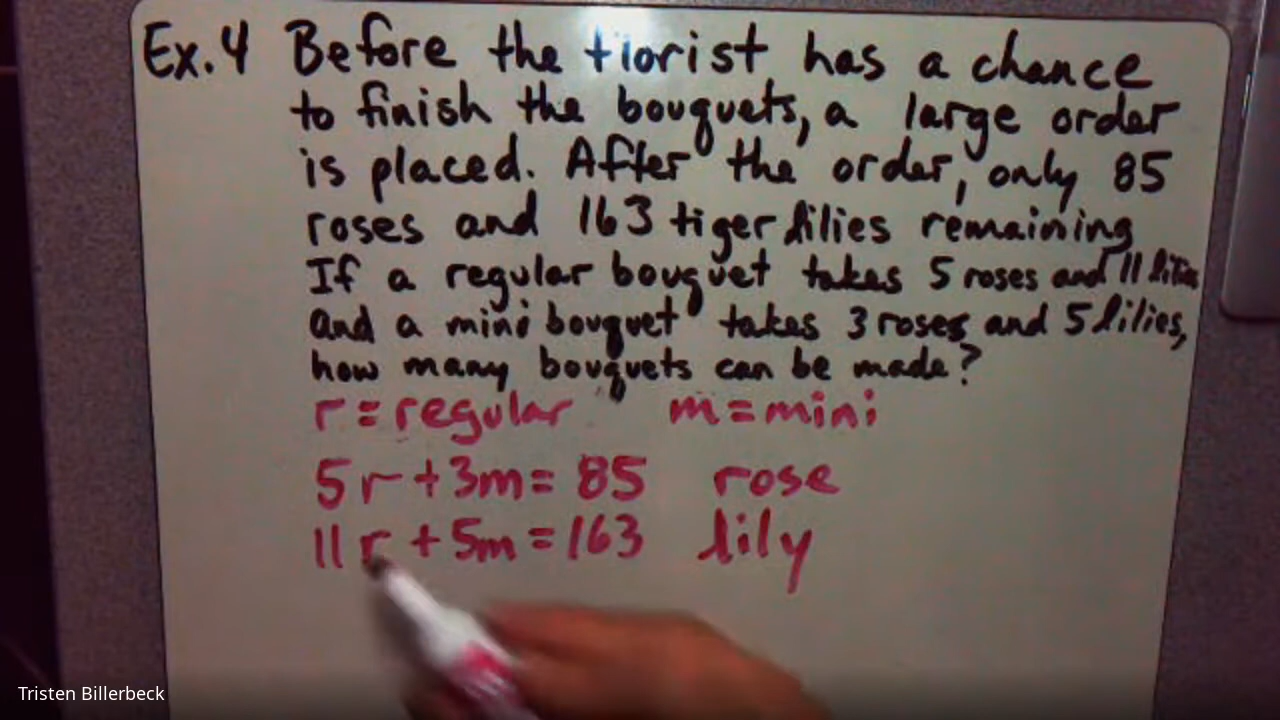 Ex.4 Before the florist has a chance
to finish the bouquets, a large order
is placed. After the order, only 85
roses and 163 tiger lilies remaining
If a regular bouquet takes 5 roses and 11 lilies
and a mini bouquet takes 3 roses and 5 lilies,
how many bouquets can be made?
r = regular m = mini
5r + 3m = 85 rose
11r + 5m = 163 lily
Tristen Billerbeck